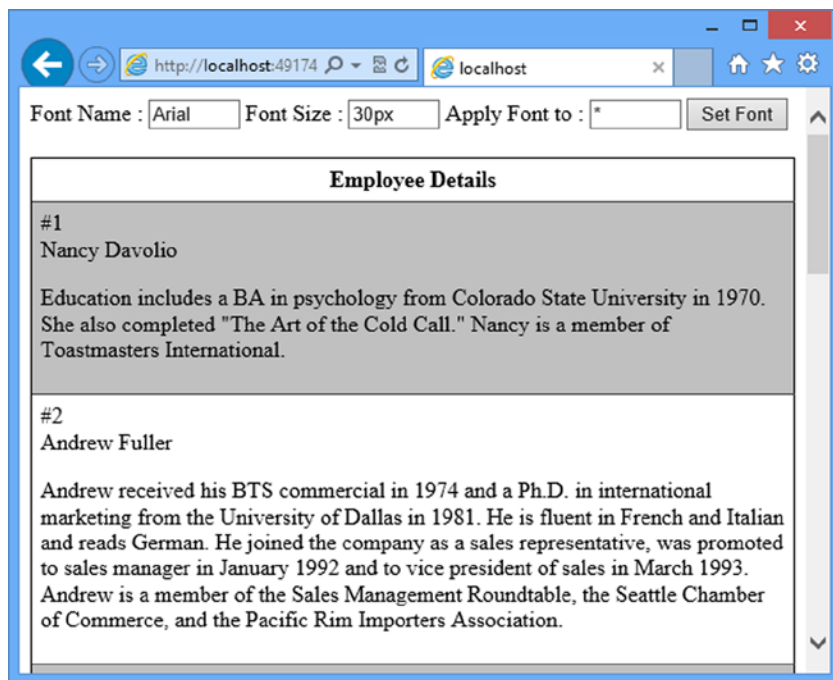 http://localhost:49174
localhost
Font Name : Arial Font Size : 30px Apply Font to : * Set Font
Employee Details
#1
Nancy Davolio
Education includes a BA in psychology from Colorado State University in 1970.
She also completed "The Art of the Cold Call." Nancy is a member of
Toastmasters International.
#2
Andrew Fuller
Andrew received his BTS commercial in 1974 and a Ph.D. in international
marketing from the University of Dallas in 1981. He is fluent in French and Italian
and reads German. He joined the company as a sales representative, was promoted
to sales manager in January 1992 and to vice president of sales in March 1993.
Andrew is a member of the Sales Management Roundtable, the Seattle Chamber
of Commerce, and the Pacific Rim Importers Association.